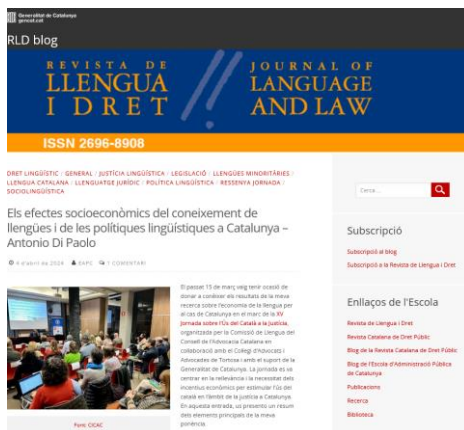 Generalitat de Catalunya
gencat.cat
RLD blog
REVISTA DE
LLENGUA
I DRET
JOURNAL OF
LANGUAGE
AND LAW
ISSN 2696-8908
DRET LINGÜÍSTIC / GENERAL / JUSTÍCIA LINGÜÍSTICA / LEGISLACIÓ / LLENGÜES MINORITÀRIES /
LLENGUA CATALANA / LLENGUATGE JURÍDIC / POLÍTICA LINGÜÍSTICA / RESSENYA JORNADA /
SOCIOLINGÜÍSTICA
Els efectes socioeconòmics del coneixement de
llengües i de les polítiques lingüístiques a Catalunya –
Antonio Di Paolo
4 d'abril de 2024 EAPC 1 COMENTARI
El passat 15 de març vaig tenir ocasió de
donar a conèixer els resultats de la meva
recerca sobre l'economia de la llengua per
al cas de Catalunya en el marc de la XV
Jornada sobre l'Ús del Català a la Justícia,
organitzada per la Comissió de Llengua del
Consell de l'Advocacia Catalana en
col·laboració amb el Col·legi d'Advocats i
Advocades de Tortosa i amb el suport de la
Generalitat de Catalunya. La jornada es va
centrar en la rellevància i la necessitat dels
incentius econòmics per estimular l'ús del
català en l'àmbit de la justícia a Catalunya.
En aquesta entrada, us presento un resum
dels elements principals de la meva
ponència.
Font: CICAC
Cerca ...
Subscripció
Subscripció al blog
Subscripció a la Revista de Llengua i Dret
Enllaços de l'Escola
Revista de Llengua i Dret
Revista Catalana de Dret Públic
Blog de la Revista Catalana de Dret Públic
Blog de l'Escola d'Administració Pública
de Catalunya
Publicacions
Recerca
Biblioteca